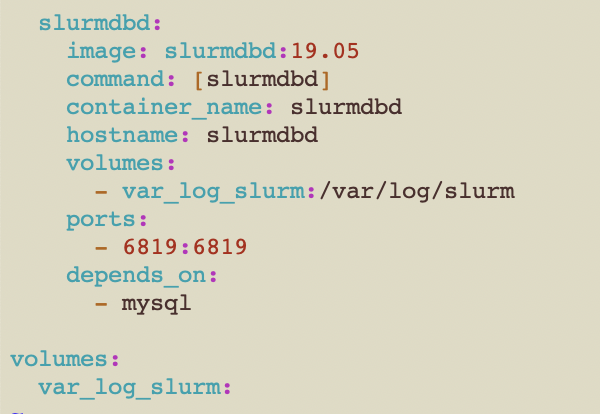 slurmdbd:
image: slurmdbd:19.05
command: [slurmdbd]
container_name: slurmdbd
hostname: slurmdbd
volumes:
- var_log_slurm:/var/log/slurm
ports:
- 6819:6819
depends_on:
- mysql
volumes:
var_log_slurm: